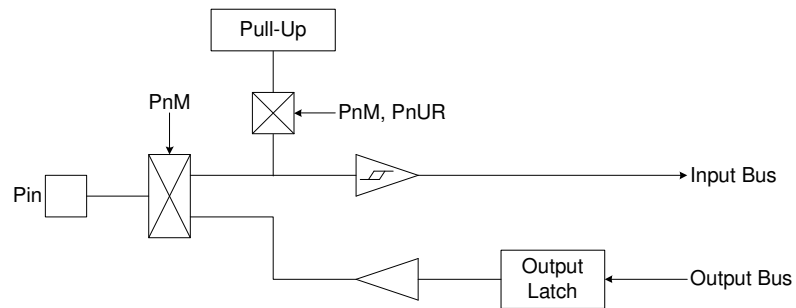 Pull-Up
PnM
PnM, PnUR
Pin
Input Bus
Output
Latch
Output Bus